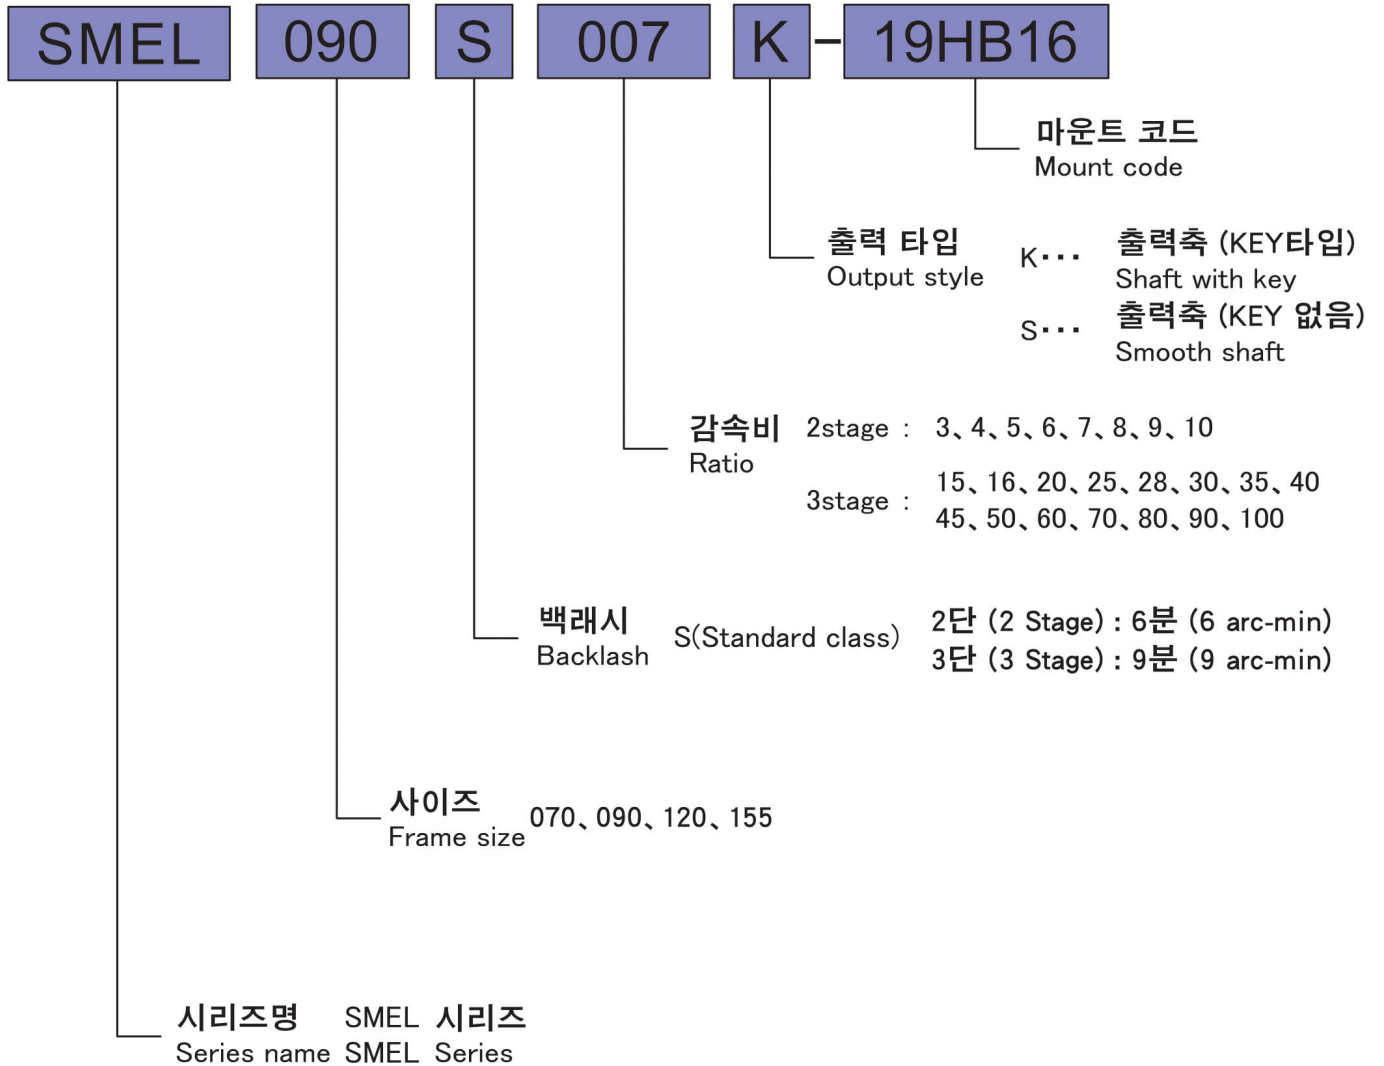 SMEL 090 S 007 K - 19HB16
마운트 코드
Mount code
출력 타입 K··· 출력축 (KEY타입)
Output style Shaft with key
S··· 출력축 (KEY 없음)
Smooth shaft
감속비 2stage : 3、4、5、6、7、8、9、10
Ratio
3stage : 15、16、20、25、28、30、35、40
45、50、60、70、80、90、100
백래시 S(Standard class) 2단 (2 Stage) : 6분 (6 arc-min)
Backlash 3단 (3 Stage) : 9분 (9 arc-min)
사이즈 070、090、120、155
Frame size
시리즈명 SMEL 시리즈
Series name SMEL Series